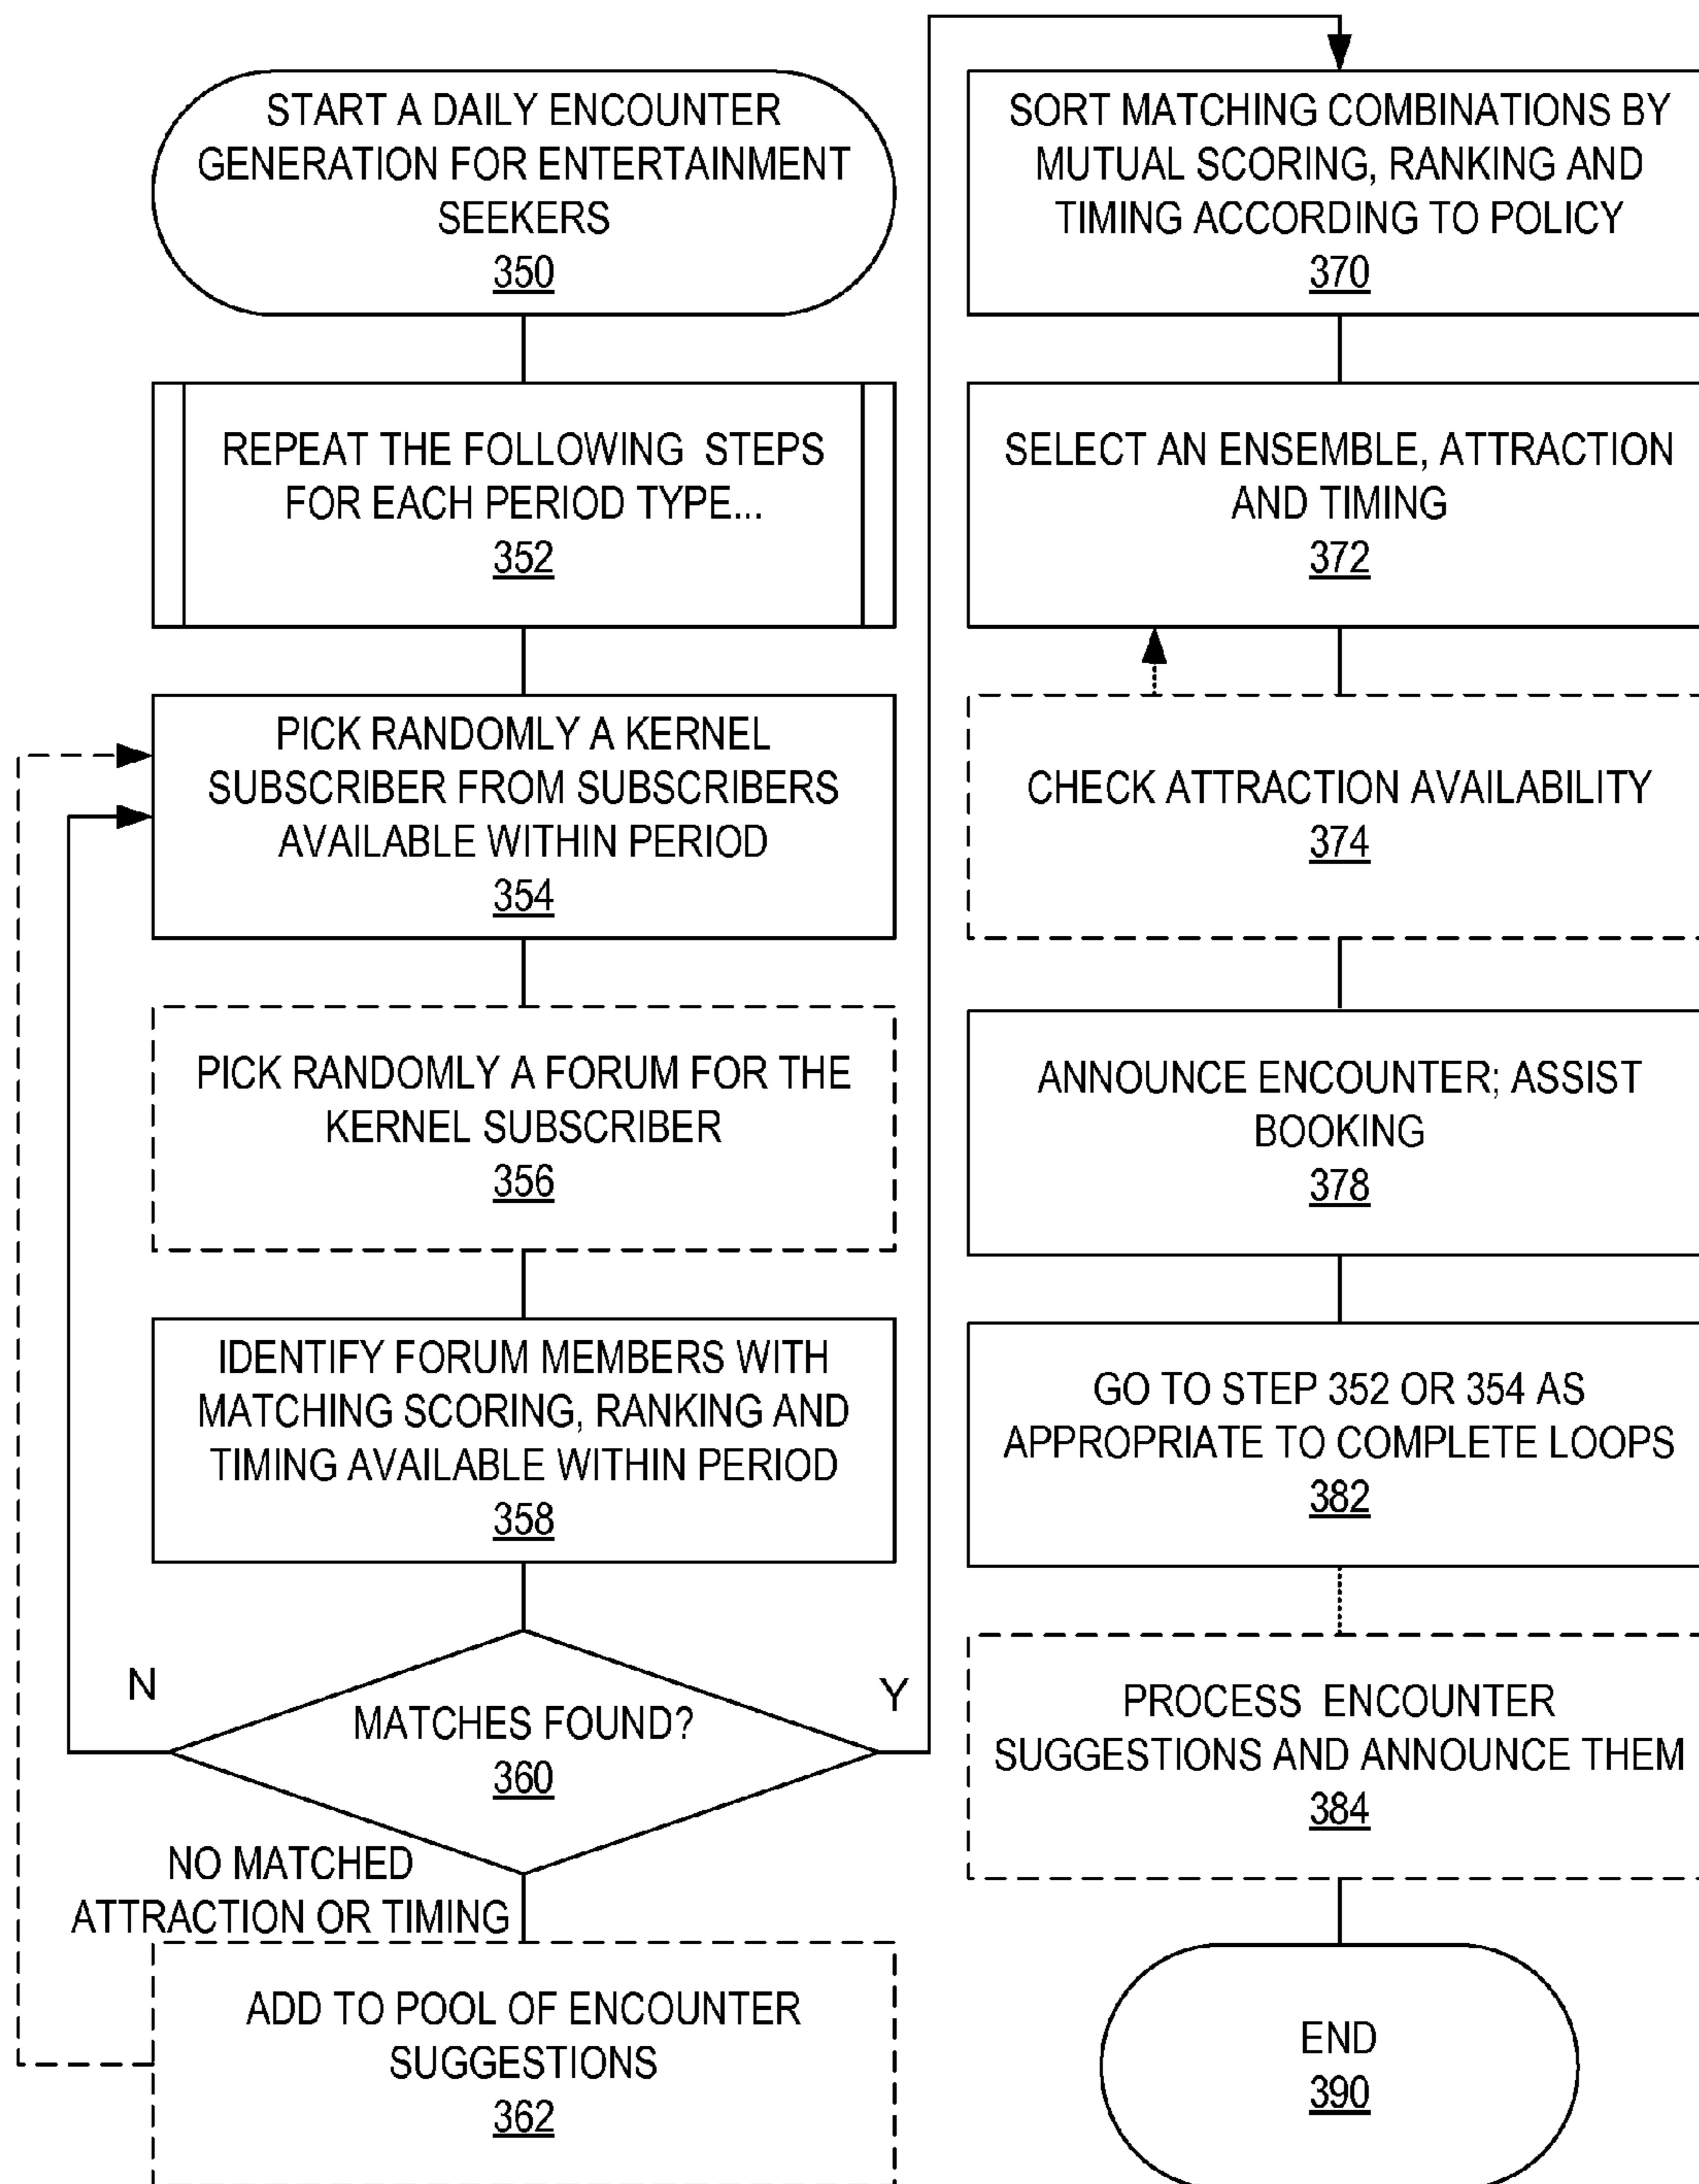 START A DAILY ENCOUNTER
GENERATION FOR ENTERTAINMENT
SEEKERS
350
REPEAT THE FOLLOWING STEPS
FOR EACH PERIOD TYPE...
352
PICK RANDOMLY A KERNEL
SUBSCRIBER FROM SUBSCRIBERS
AVAILABLE WITHIN PERIOD
354
PICK RANDOMLY A FORUM FOR THE
KERNEL SUBSCRIBER
356
IDENTIFY FORUM MEMBERS WITH
MATCHING SCORING, RANKING AND
TIMING AVAILABLE WITHIN PERIOD
358
N
Y
MATCHES FOUND?
360
NO MATCHED
ATTRACTION OR TIMING
ADD TO POOL OF ENCOUNTER
SUGGESTIONS
362
SORT MATCHING COMBINATIONS BY
MUTUAL SCORING, RANKING AND
TIMING ACCORDING TO POLICY
370
SELECT AN ENSEMBLE, ATTRACTION
AND TIMING
372
CHECK ATTRACTION AVAILABILITY
374
ANNOUNCE ENCOUNTER; ASSIST
BOOKING
378
GO TO STEP 352 OR 354 AS
APPROPRIATE TO COMPLETE LOOPS
382
PROCESS ENCOUNTER
SUGGESTIONS AND ANNOUNCE THEM
384
END
390